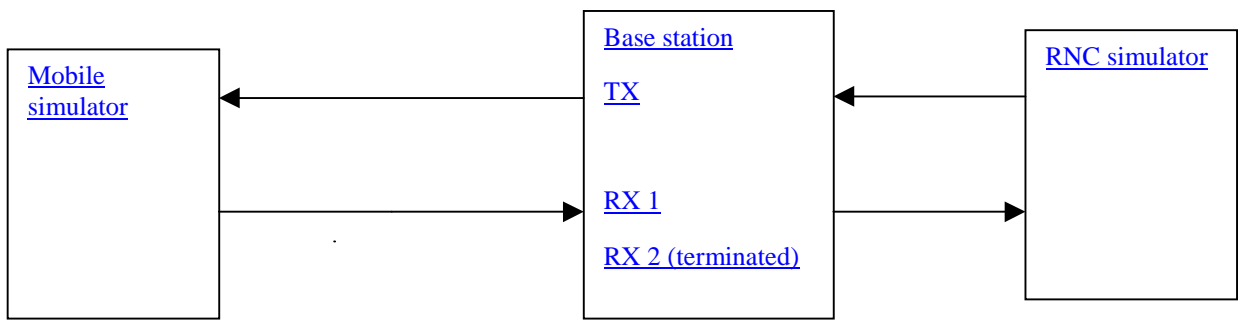 Mobile
simulator
Base station
TX
RX 1
RX 2 (terminated)
RNC simulator